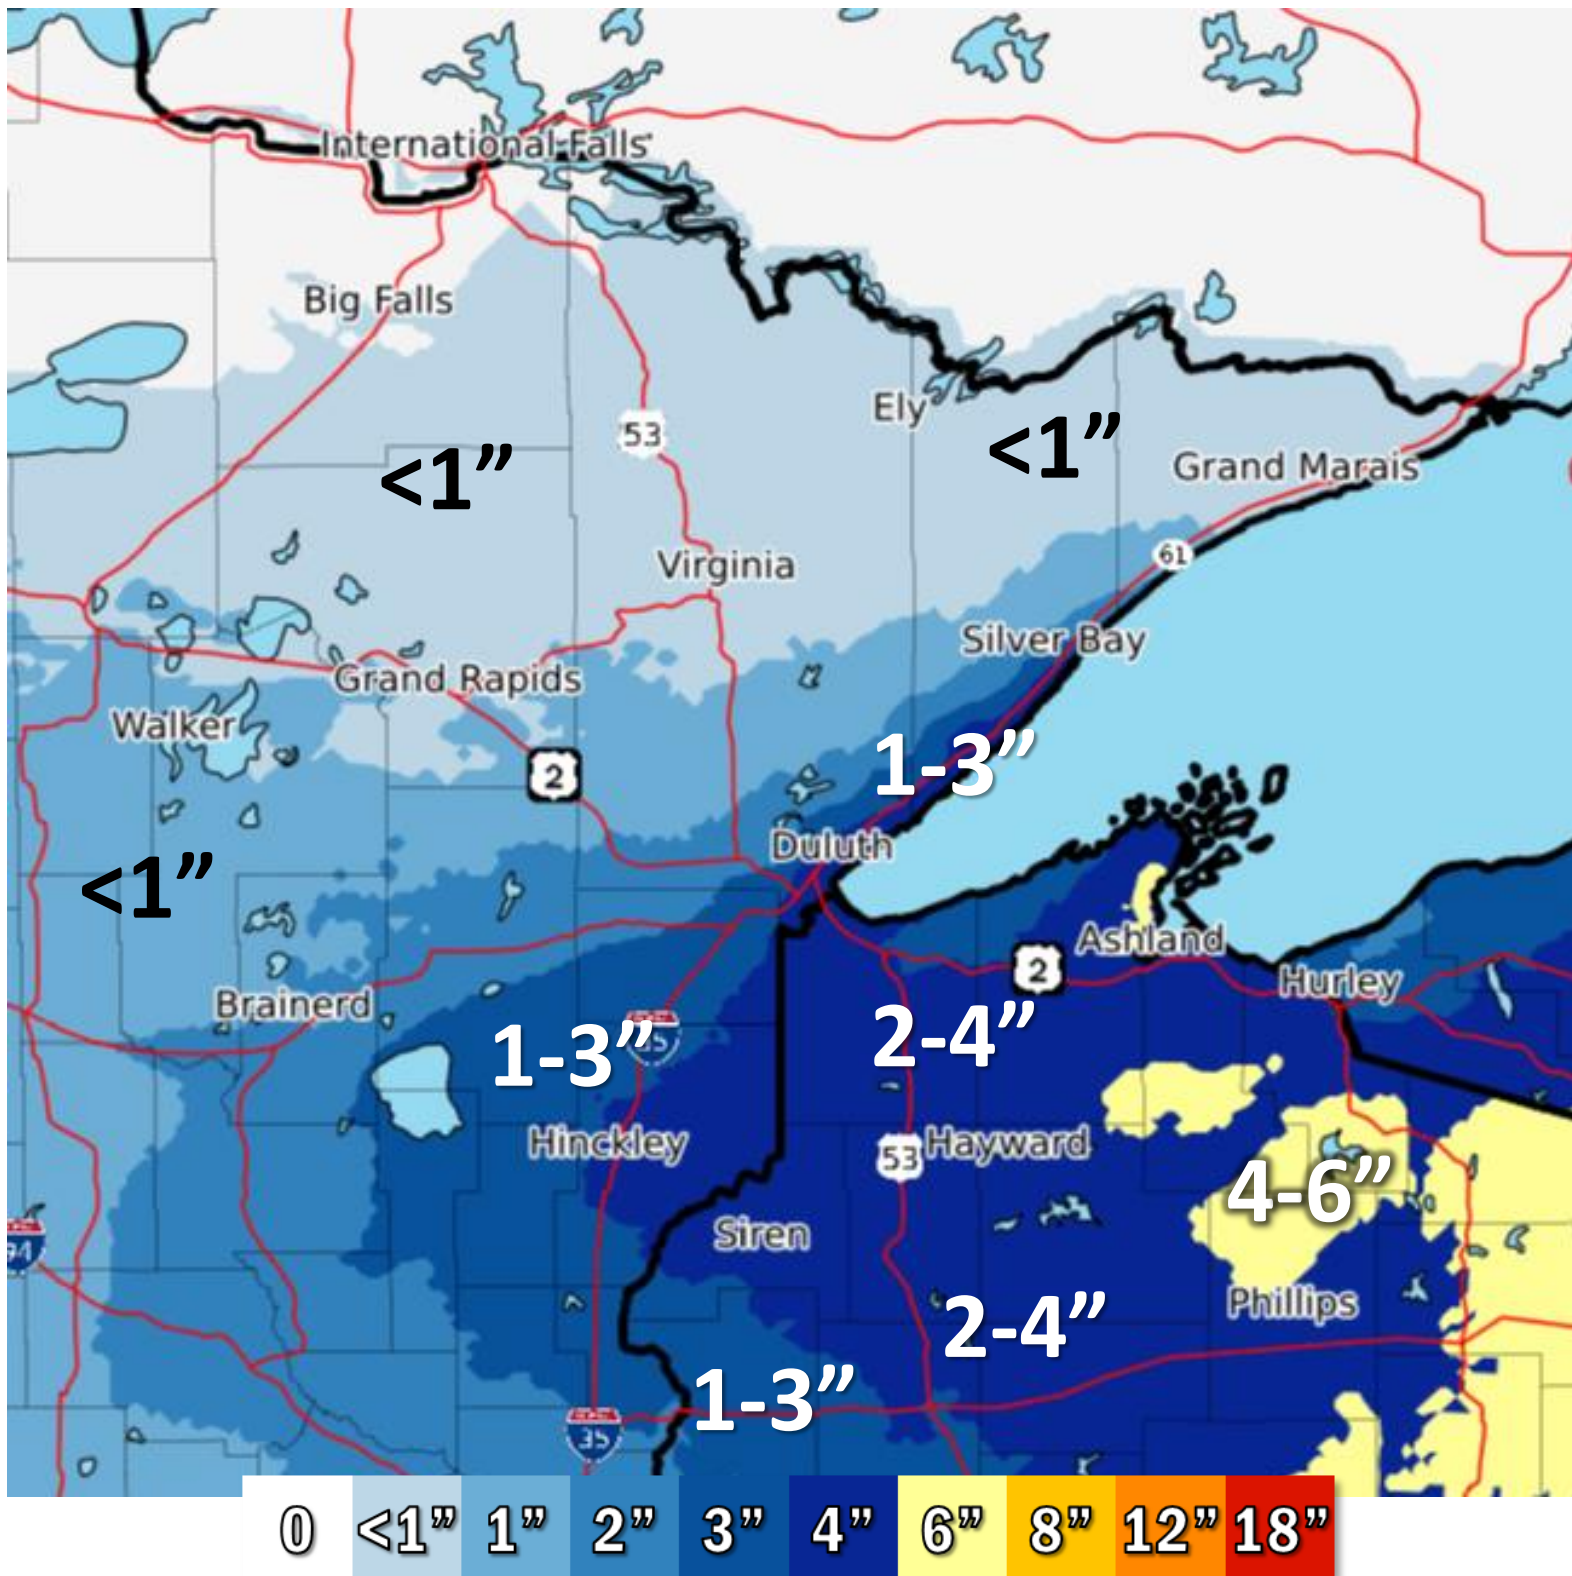 International Falls
Big Falls
Ely
<1”
53
<1”
Grand Marais
Virginia
61
Silver Bay
Grand Rapids
Walker
1-3”
2
Duluth
<1”
Ashland
2
Hurley
Brainerd
2-4”
1-3”
35
Hinckley
53
Hayward
4-6”
94
Siren
Phillips
2-4”
1-3”
35
0 <1” 1” 2” 3” 4” 6” 8” 12” 18”